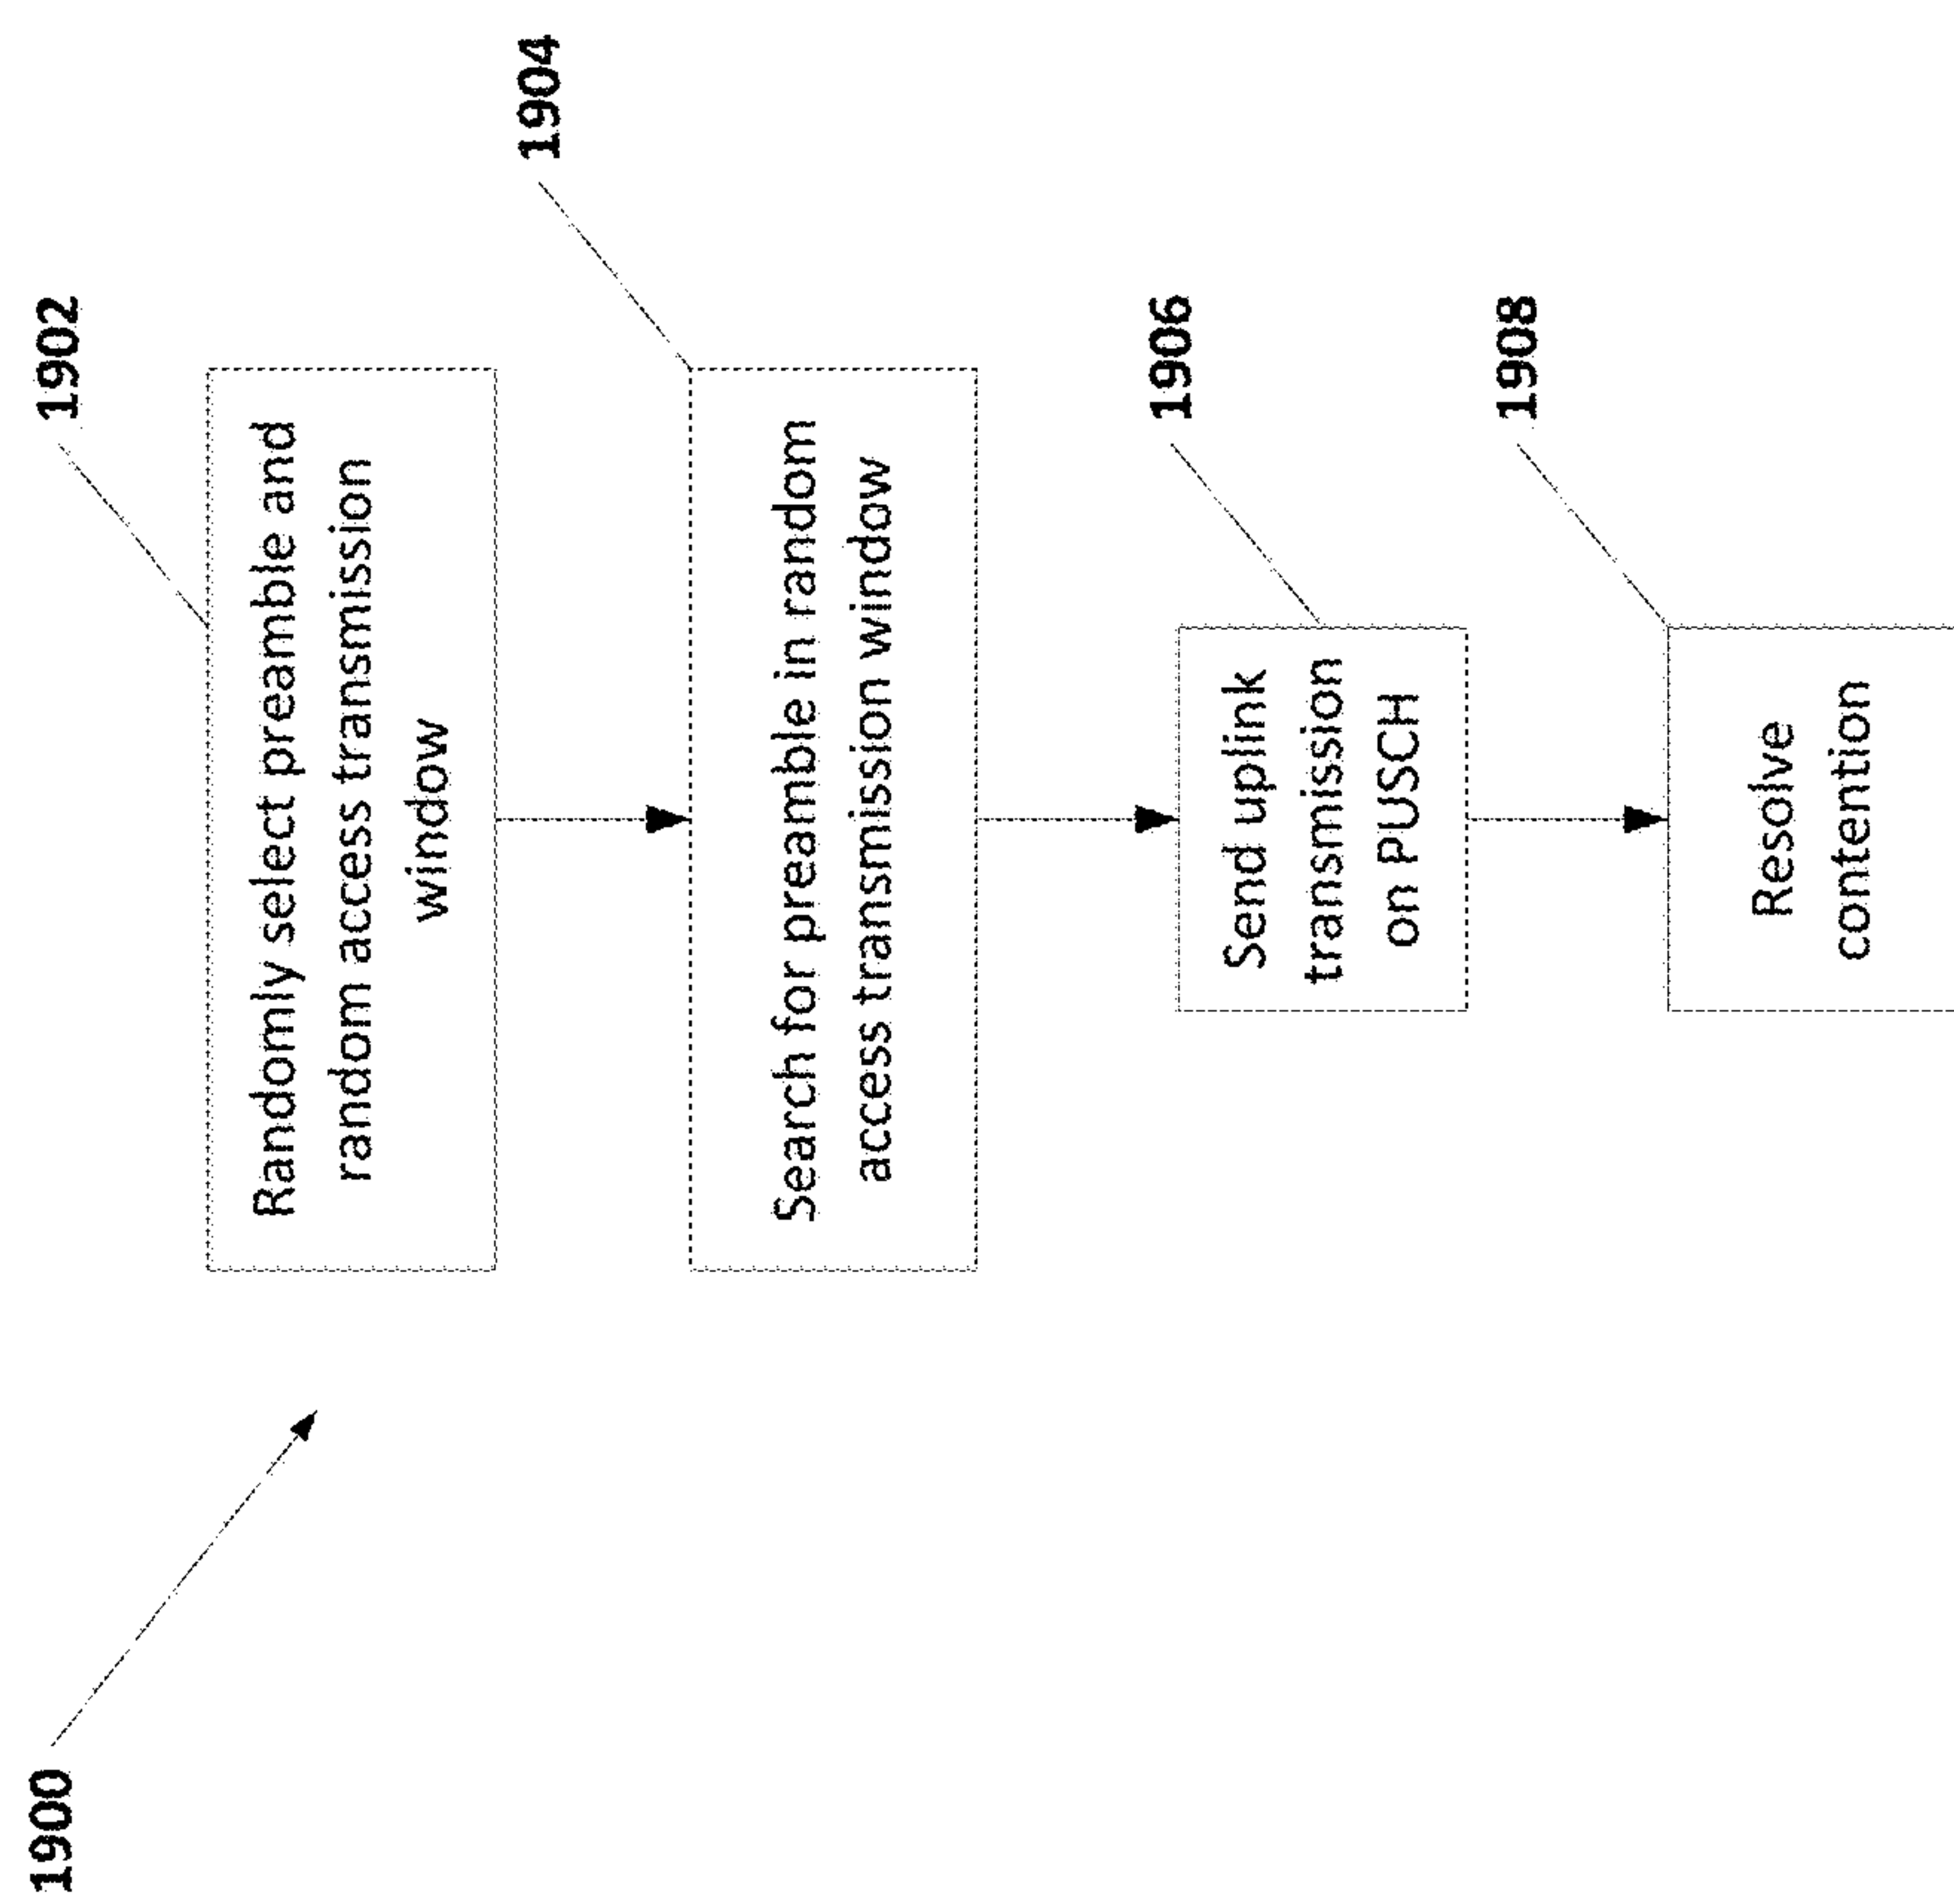 1900
1902
Randomly select preamble and
random access transmission
window
1904
Search for preamble in random
access transmission window
1906
Send uplink
transmission
on PUSCH
1908
Resolve
contention